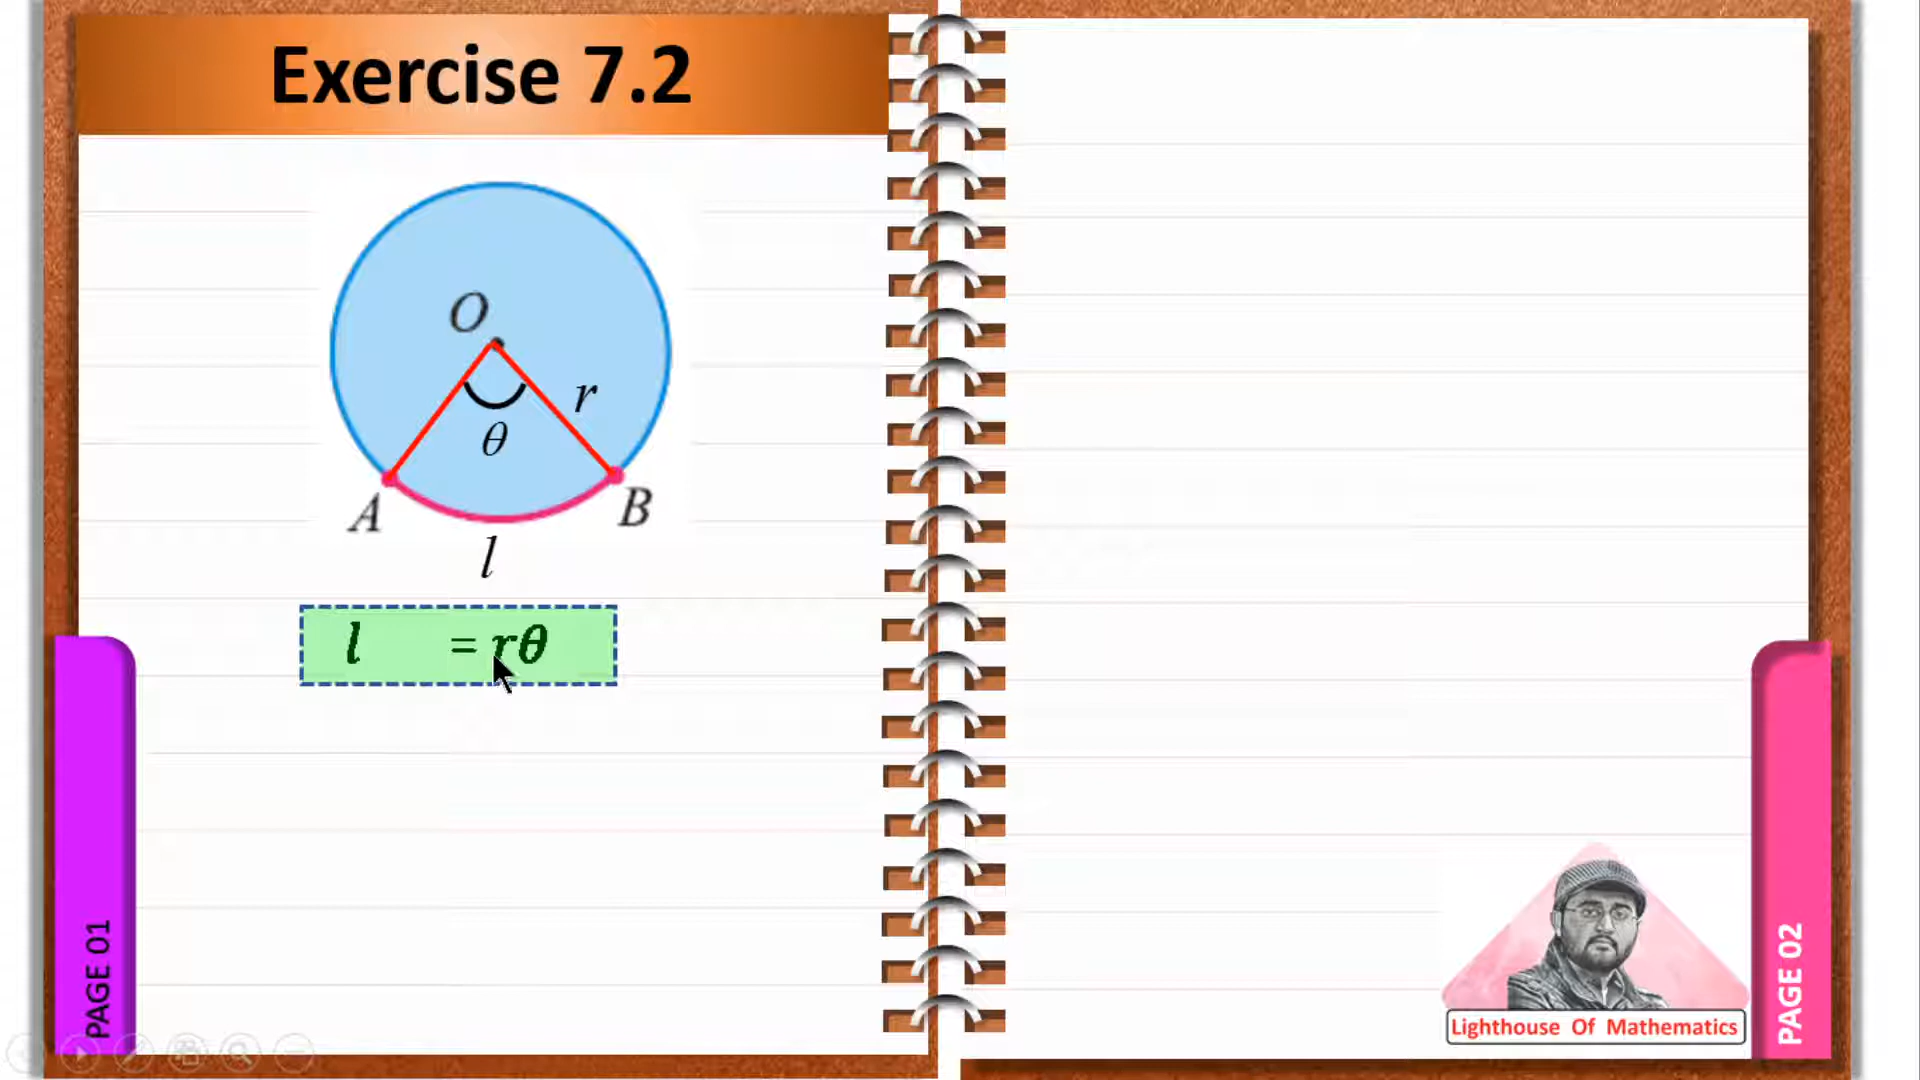 Exercise 7.2
O
r
θ
A
B
l
l = rθ
PAGE 01
Lighthouse Of Mathematics
PAGE 02